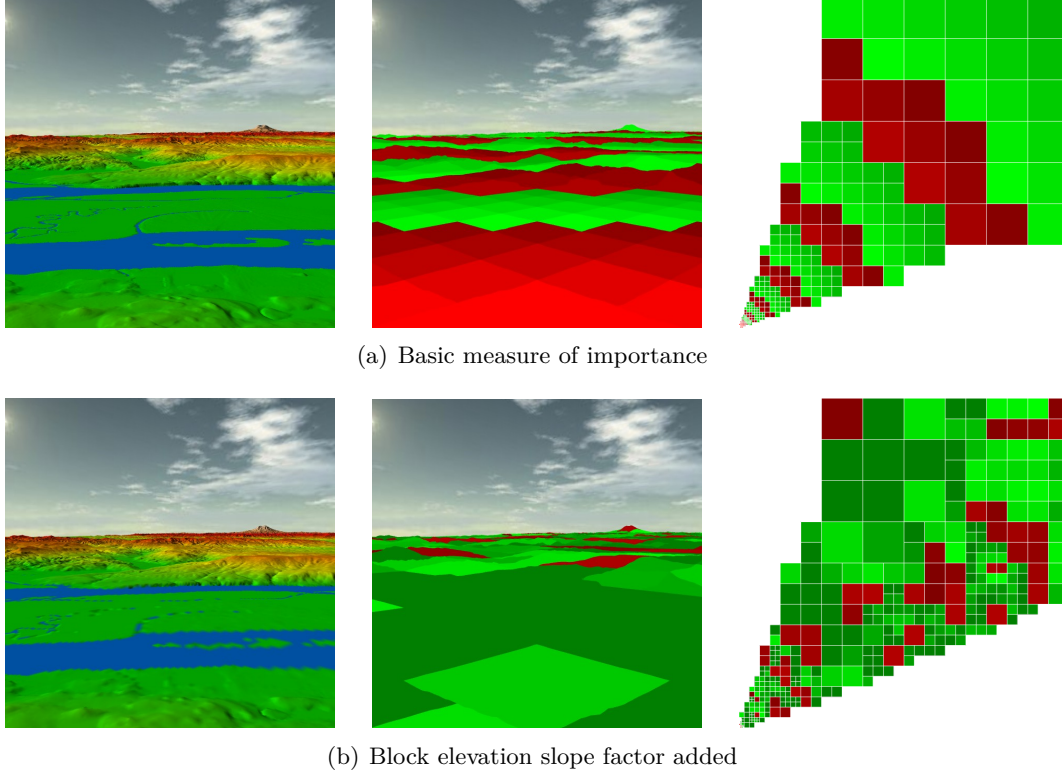 (a) Basic measure of importance
(b) Block elevation slope factor added